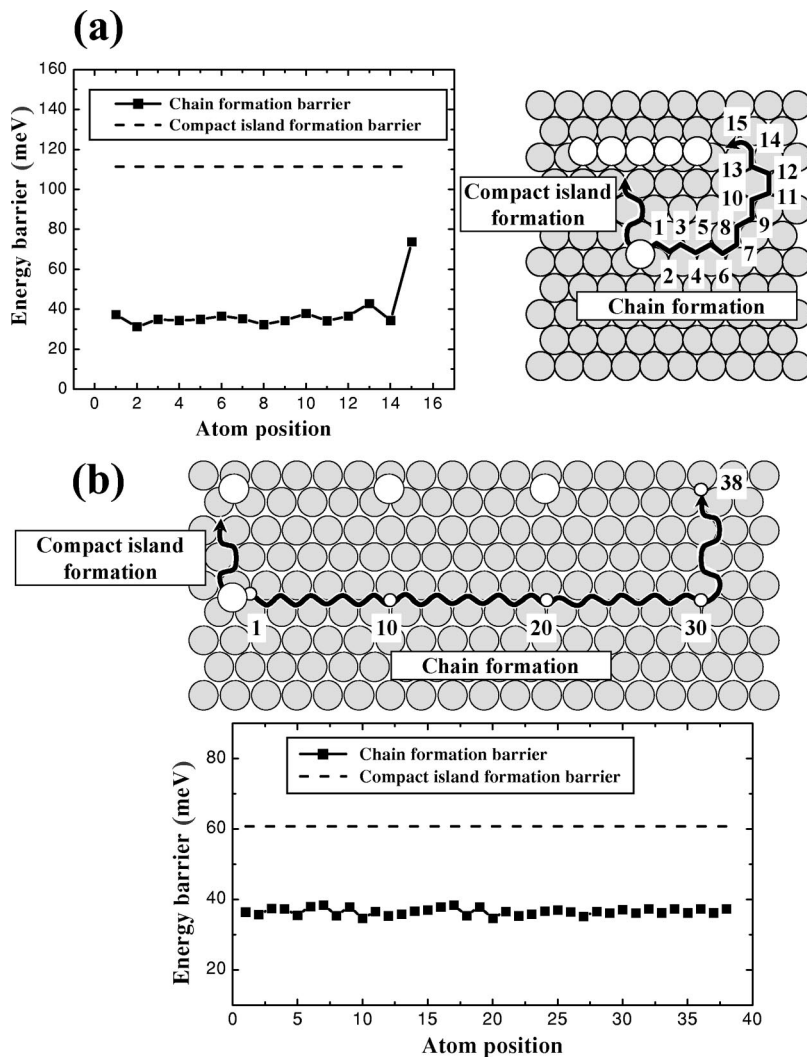 (a)
160
140
120
100
80
60
40
20
0
Energy barrier (meV)
Chain formation barrier
Compact island formation barrier
0 2 4 6 8 10 12 14 16
Atom position
15
14
13 12
Compact island
formation
10 11
1 3 5 8 9
2 4 6 7
Chain formation
(b)
38
Compact island
formation
1 10 20 30
Chain formation
80
60
40
20
Energy barrier (meV)
Chain formation barrier
Compact island formation barrier
0 5 10 15 20 25 30 35 40
Atom position